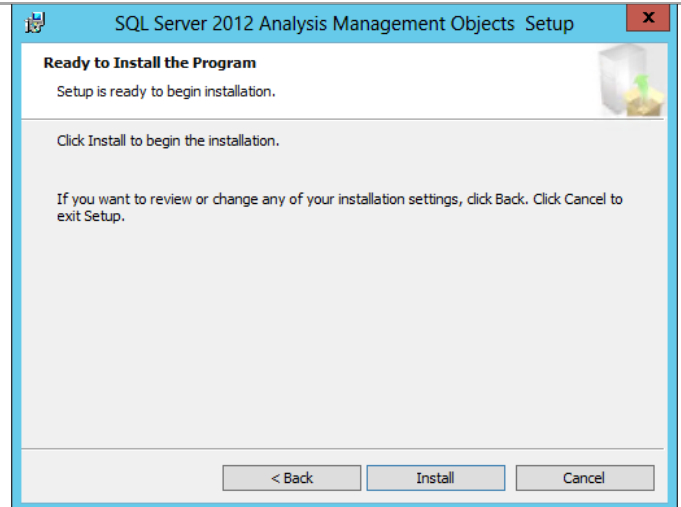 SQL Server 2012 Analysis Management Objects Setup
x
Ready to Install the Program
Setup is ready to begin installation.
Click Install to begin the installation.
If you want to review or change any of your installation settings, click Back. Click Cancel to
exit Setup.
< Back
Install
Cancel